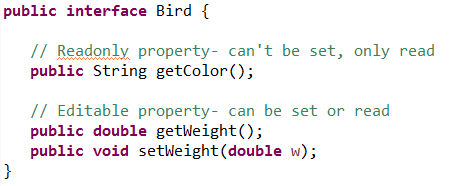 public interface Bird {
// Readonly property- can't be set, only read
public String getColor();
// Editable property- can be set or read
public double getWeight();
public void setWeight(double w);
}